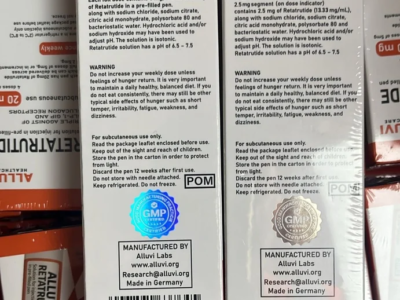 of Retatrutide in a pre-filled pen,
along with sodium chloride, sodium citrate,
citric acid monohydrate, polysorbate 80 and
bacteriostatic water. Hydrochloric acid and/or
sodium hydroxide may have been used to
adjust pH. The solution is isotonic.
Retatrutide solution has a pH of 6.5 - 7.5
WARNING
Do not increase your weekly dose unless
feelings of hunger return. It is very important
to maintain a daily healthy, balanced diet. If you
do not eat consistently, there may still be other
typical side effects of hunger such as short
temper, irritability, fatigue, weakness, and
dizziness.
For subcutaneous use only.
Read the package leaflet enclosed before use.
Keep out of the sight and reach of children.
Store the pen in the carton in order to protect
from light.
Discard the pen 12 weeks after first use.
Do not store with needle attached.
Keep refrigerated. Do not freeze.
POM
GMP
MANUFACTURED BY
Alluvi Labs
www.alluvi.org
Research@alluvi.org
Made in Germany
2.5 mg segment (on dose indicator)
contains 2.5 mg of Retatrutide (13.33 mg/mL),
along with sodium chloride, sodium citrate,
citric acid monohydrate, polysorbate 80 and
bacteriostatic water. Hydrochloric acid and/or
sodium hydroxide may have been used to
adjust pH. The solution is isotonic.
Retatrutide solution has a pH of 6.5 - 7.5
WARNING
Do not increase your weekly dose unless
feelings of hunger return. It is very important
to maintain a daily healthy, balanced diet. If you
do not eat consistently, there may still be other
typical side effects of hunger such as short
temper, irritability, fatigue, weakness, and
dizziness.
For subcutaneous use only.
Read the package leaflet enclosed before use.
Keep out of the sight and reach of children.
Store the pen in the carton in order to protect
from light.
Discard the pen 12 weeks after first use.
Do not store with needle attached.
Keep refrigerated. Do not freeze.
POM
GMP
MANUFACTURED BY
Alluvi Labs
www.alluvi.org
Research@alluvi.org
Made in Germany
20 mg
RETATRUTIDE
ALLUVI
ALLUVI
RETATRU